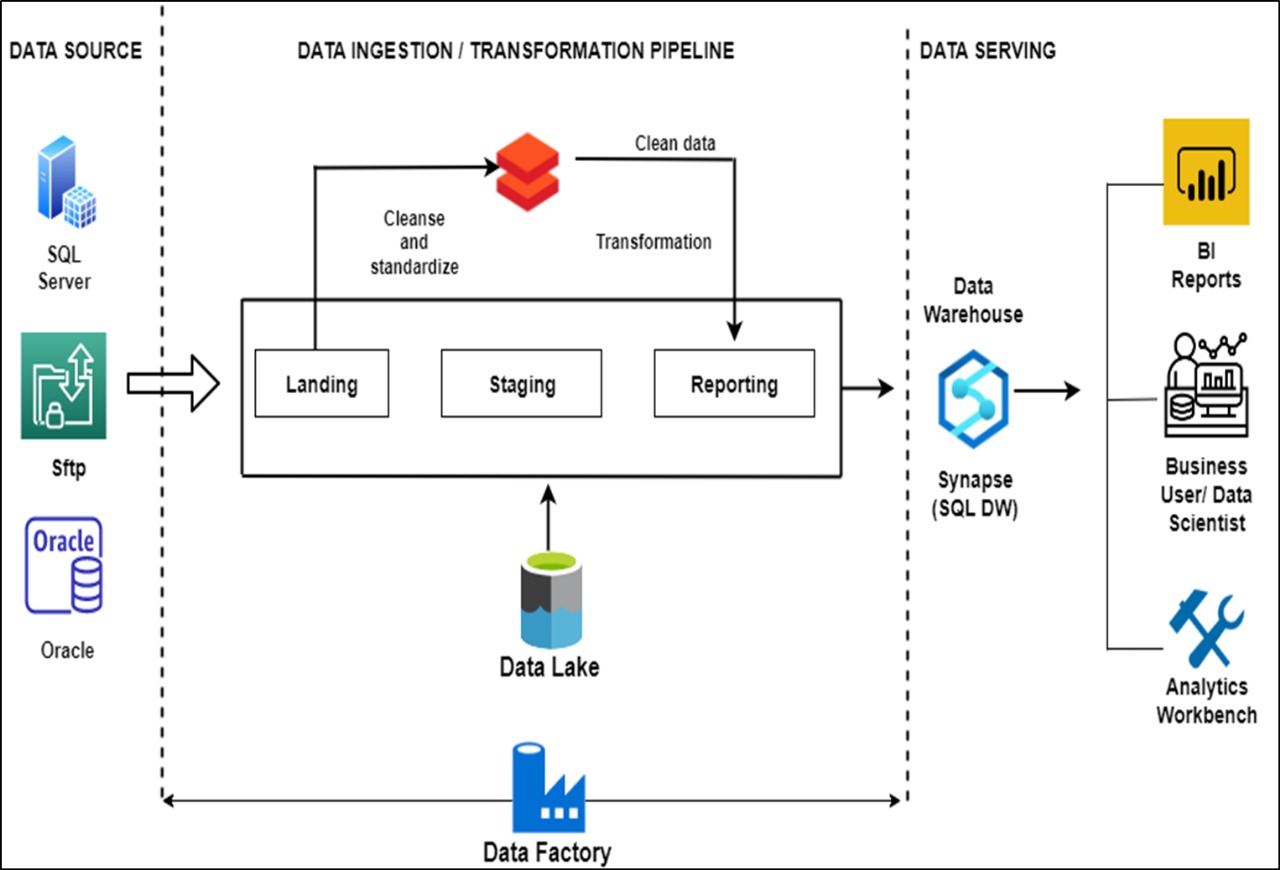 DATA SOURCE
DATA INGESTION / TRANSFORMATION PIPELINE
DATA SERVING
SQL
Server
Sftp
Oracle
Oracle
Cleanse
and
standardize
Clean data
Transformation
Landing
Staging
Reporting
Data Lake
Data Factory
Data
Warehouse
Synapse
(SQL DW)
BI
Reports
Business
User/ Data
Scientist
Analytics
Workbench